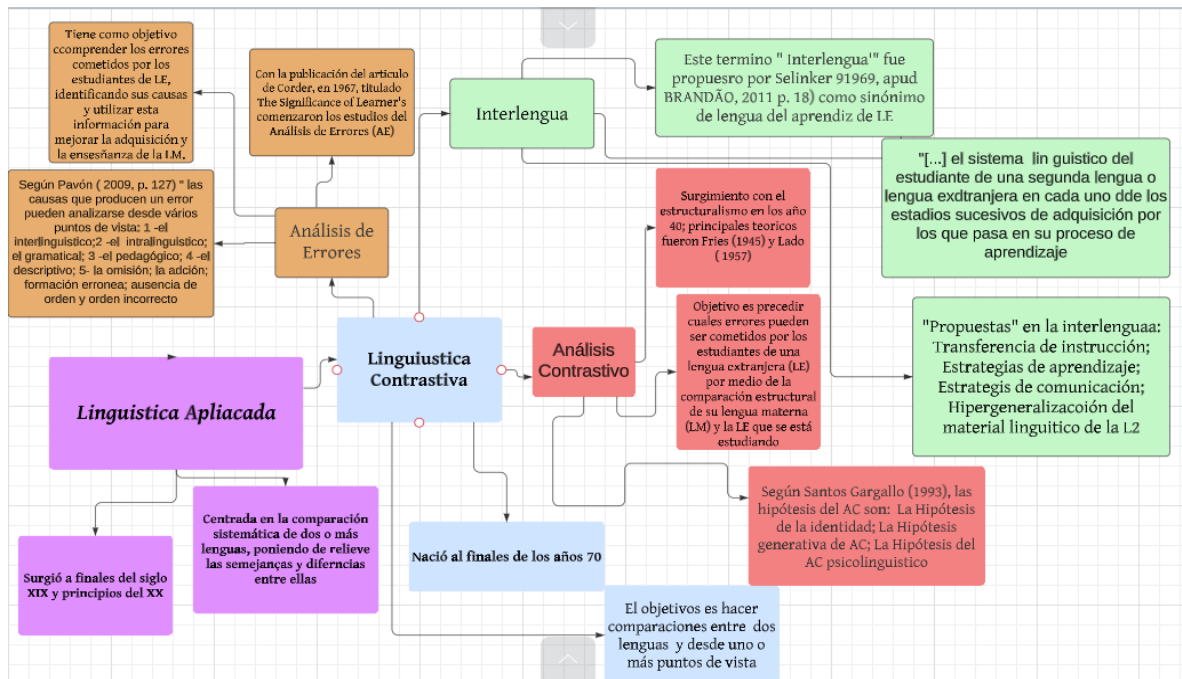 Tiene como objetivo
ccomprender los errores
cometidos por los
estudiantes de LE,
identificando sus causas
y utilizar esta
información para
mejorar la adquisición y
la ensesñanza de la LM.
Con la publicación del articulo
de Corder, en 1967, titulado
The Significance of Learner's
comenzaron los estudios del
Análisis de Errores (AE)
Interlengua
Este termino " Interlengua'" fue
propuesro por Selinker 91969, apud
BRANDÃO, 2011 p. 18) como sinónimo
de lengua del aprendiz de LE
"[...] el sistema lin guistico del
estudiante de una segunda lengua o
lengua exdtranjera en cada uno dde los
estadios sucesivos de adquisición por
los que pasa en su proceso de
aprendizaje
Según Pavón ( 2009, p. 127) " las
causas que producen un error
pueden analizarse desde vários
puntos de vista: 1 -el
interlinguistico;2 -el intralinguistico;
el gramatical; 3 -el pedagógico; 4 -el
descriptivo; 5- la omisión; la adción;
formación erronea; ausencia de
orden y orden incorrecto
Análisis de
Errores
Surgimiento con el
estructuralismo en los año
40; principales teoricos
fueron Fries (1945) y Lado
( 1957)
Linguiustica
Contrastiva
Análisis
Contrastivo
Objetivo es precedir
cuales errores pueden
ser cometidos por los
estudiantes de una
lengua extranjera (LE)
por medio de la
comparación estructural
de su lengua materna
(LM) y la LE que se está
estudiando
"Propuestas" en la interlenguaa:
Transferencia de instrucción;
Estrategias de aprendizaje;
Estrategis de comunicación;
Hipergeneralizacoión del
material linguitico de la L2
Linguistica Apliacada
Según Santos Gargallo (1993), las
hipótesis del AC son: La Hipótesis
de la identidad; La Hipótesis
generativa de AC; La Hipótesis del
AC psicolinguistico
Surgió a finales del siglo
XIX y principios del XX
Centrada en la comparación
sistemática de dos o más
lenguas, poniendo de relieve
las semejanças y diferncias
entre ellas
Nació al finales de los años 70
El objetivos es hacer
comparaciones entre dos
lenguas y desde uno o
más puntos de vista